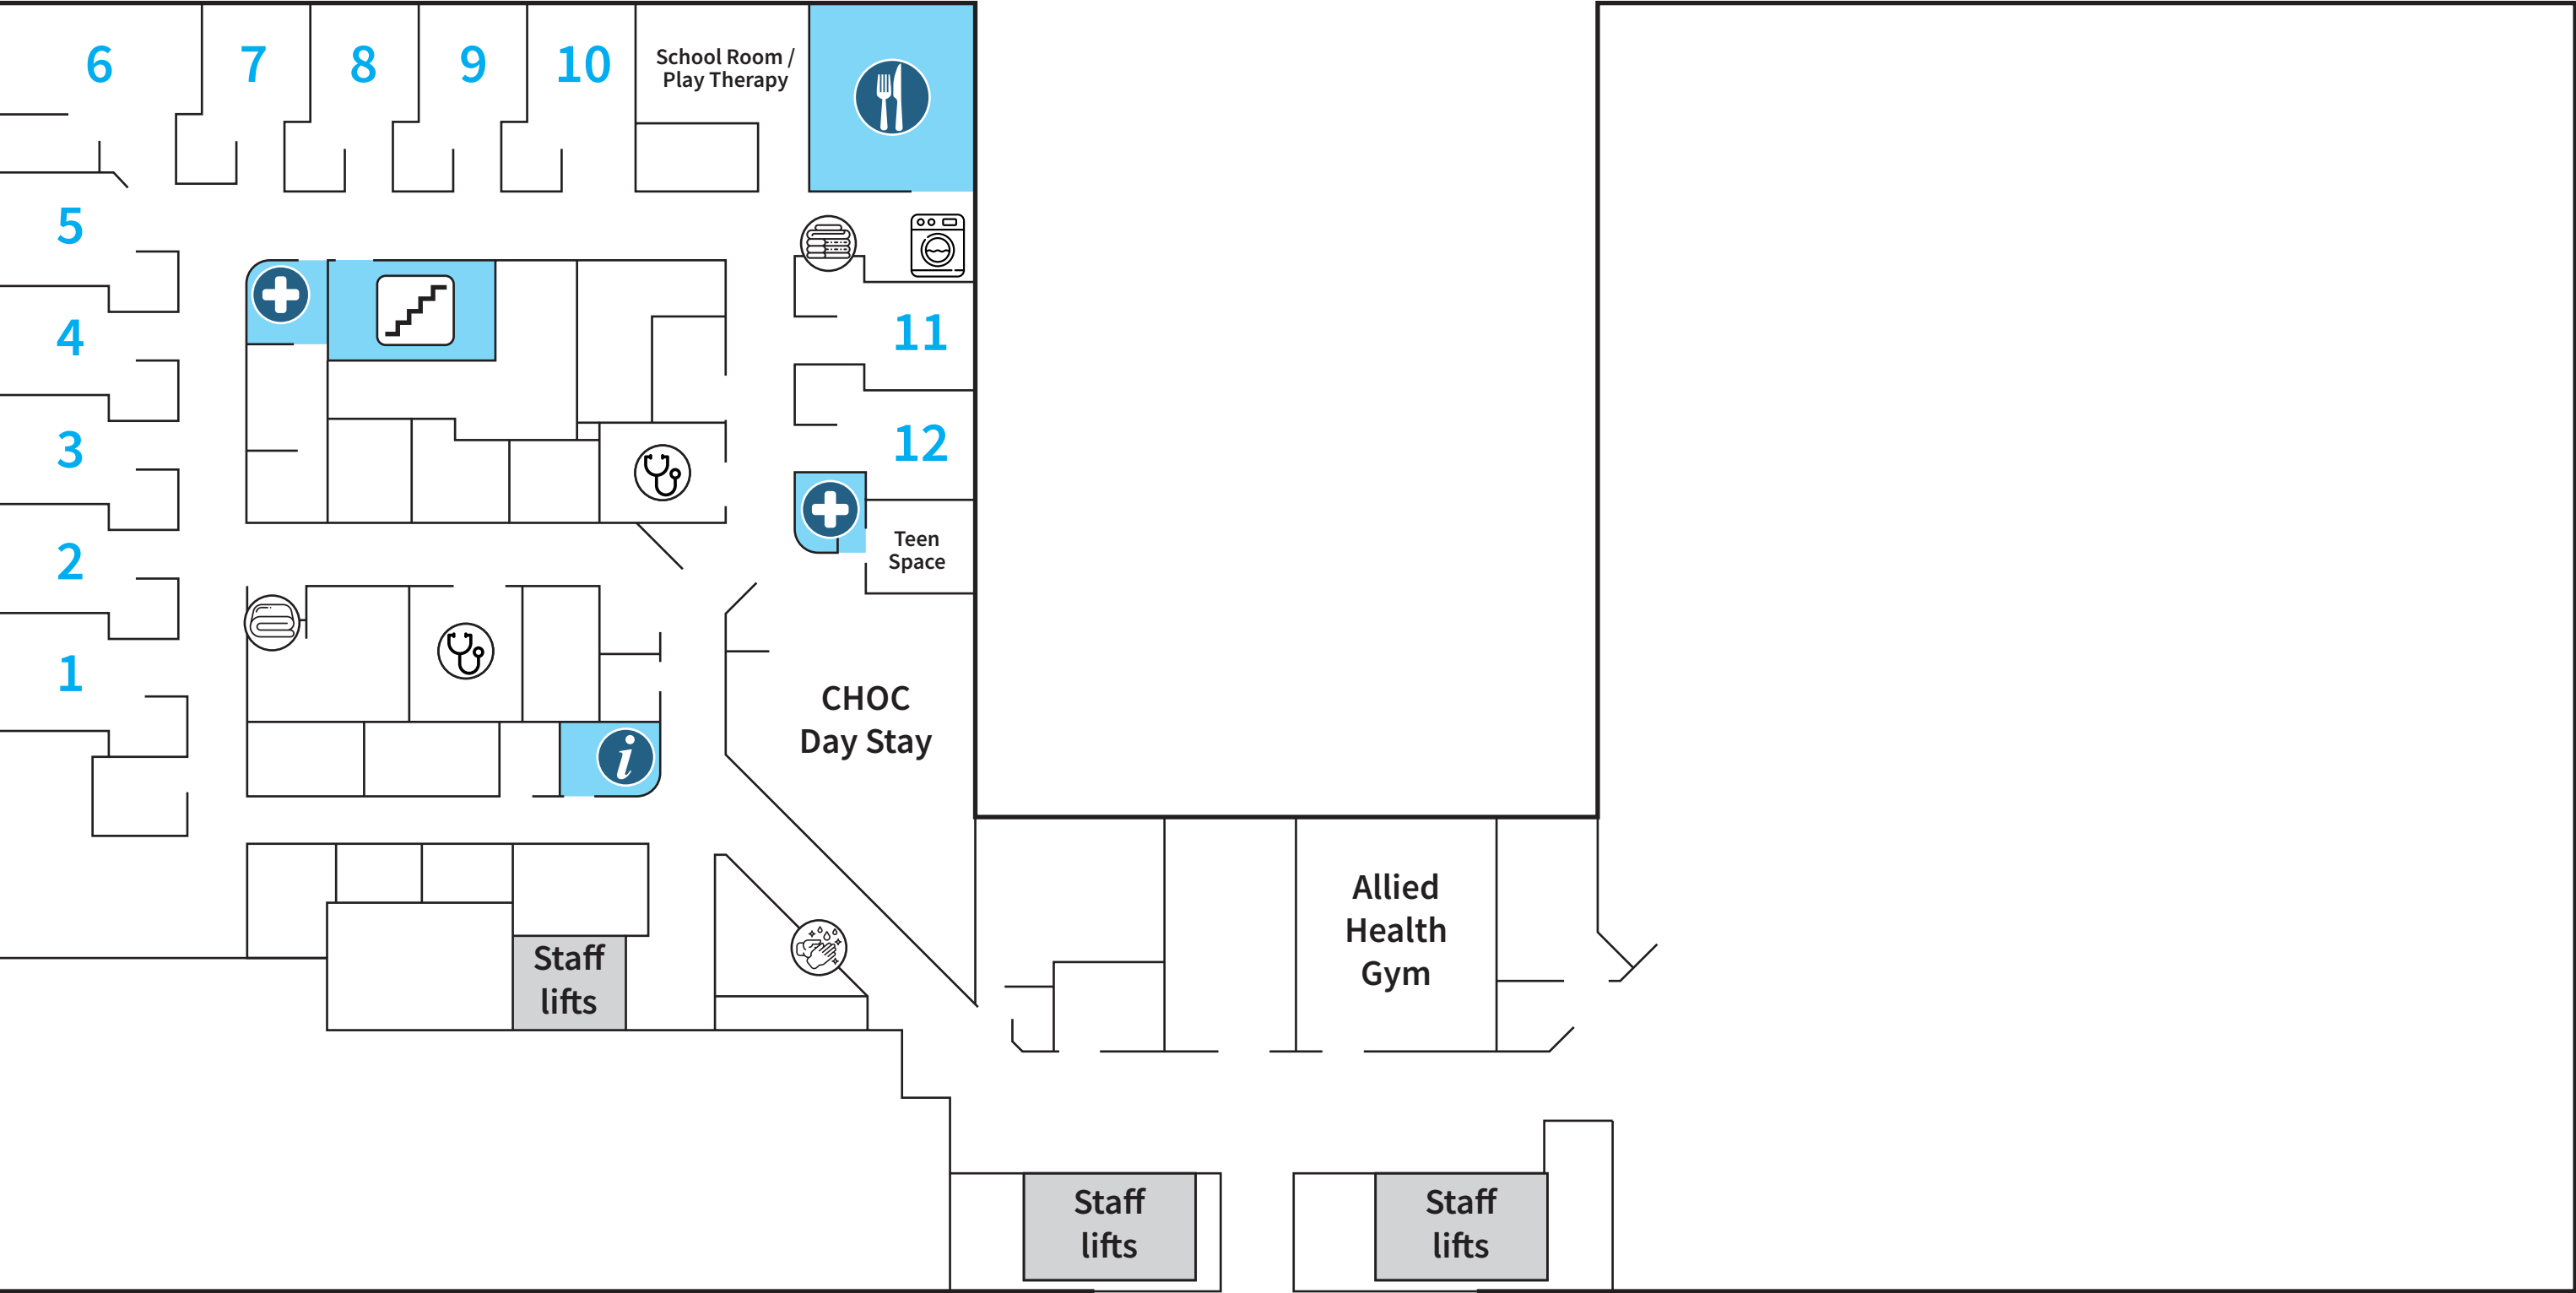 6
7
8
9
10
School Room /
Play Therapy
5
4
11
3
12
Teen
Space
2
1
CHOC
Day Stay
i
Allied
Health
Gym
Staff
lifts
Staff
lifts
Staff
lifts